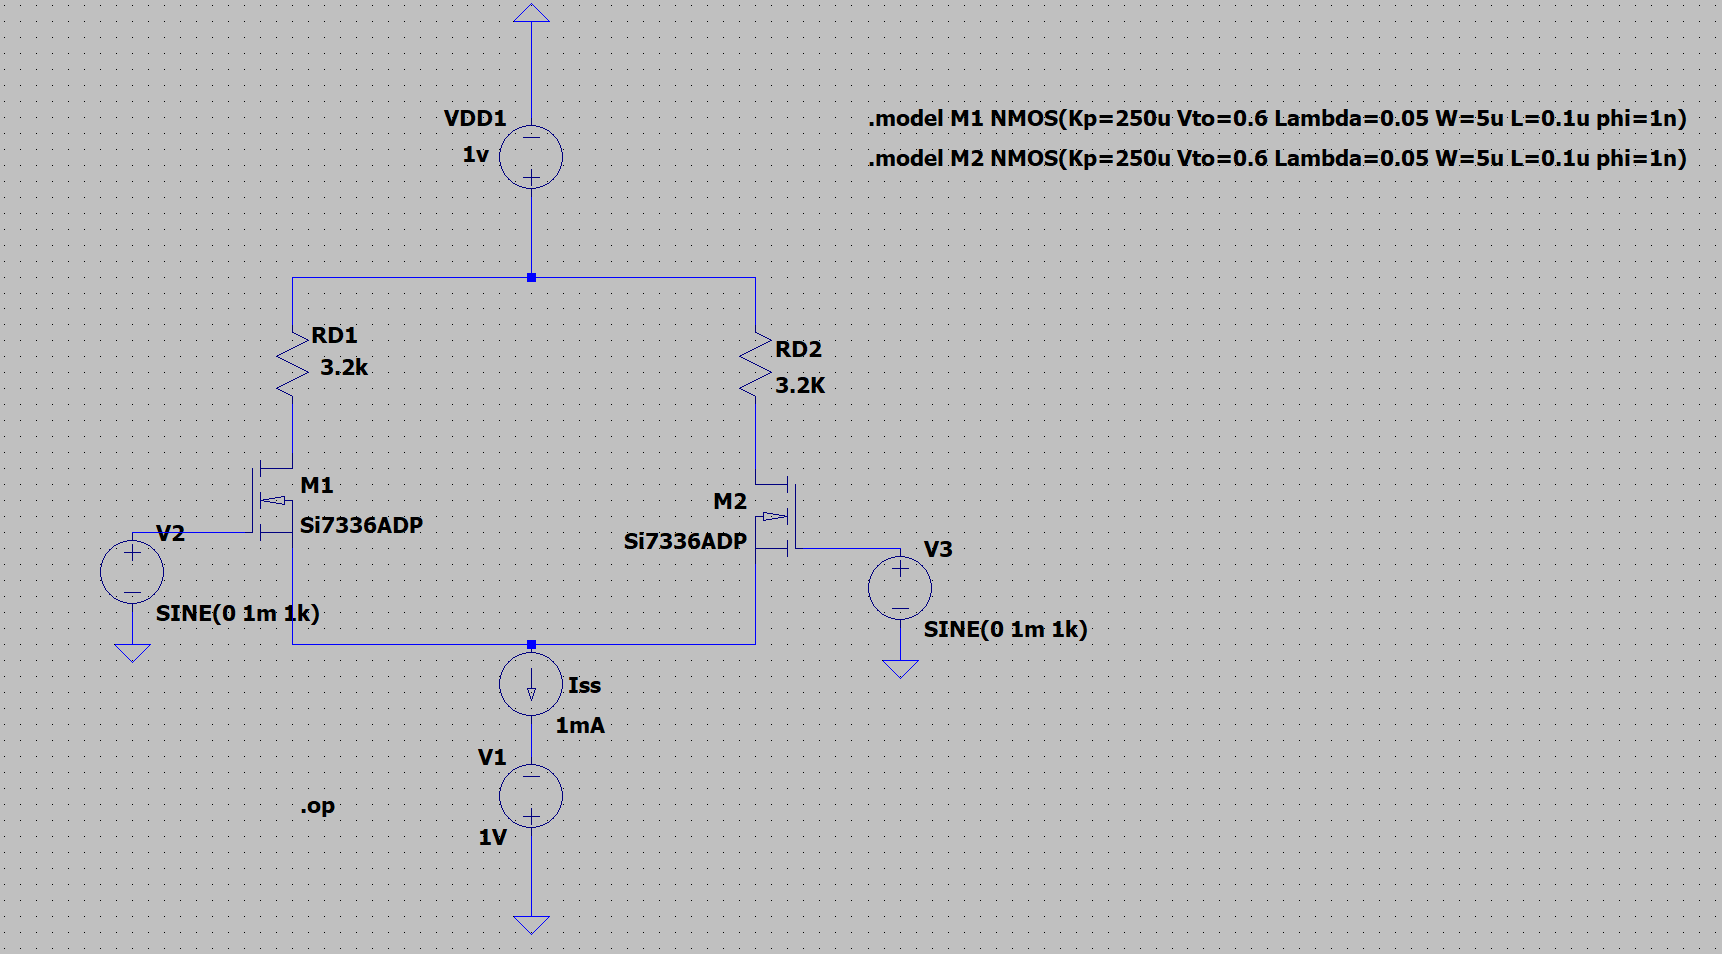 VDD1
1v
.model M1 NMOS(Kp=250u Vto=0.6 Lambda=0.05 W=5u L=0.1u phi=1n)
.model M2 NMOS(Kp=250u Vto=0.6 Lambda=0.05 W=5u L=0.1u phi=1n)
RD1
3.2k
RD2
3.2K
M1
Si7336ADP
M2
Si7336ADP
V2
SINE(0 1m 1k)
V3
SINE(0 1m 1k)
Iss
1mA
V1
1V
.op